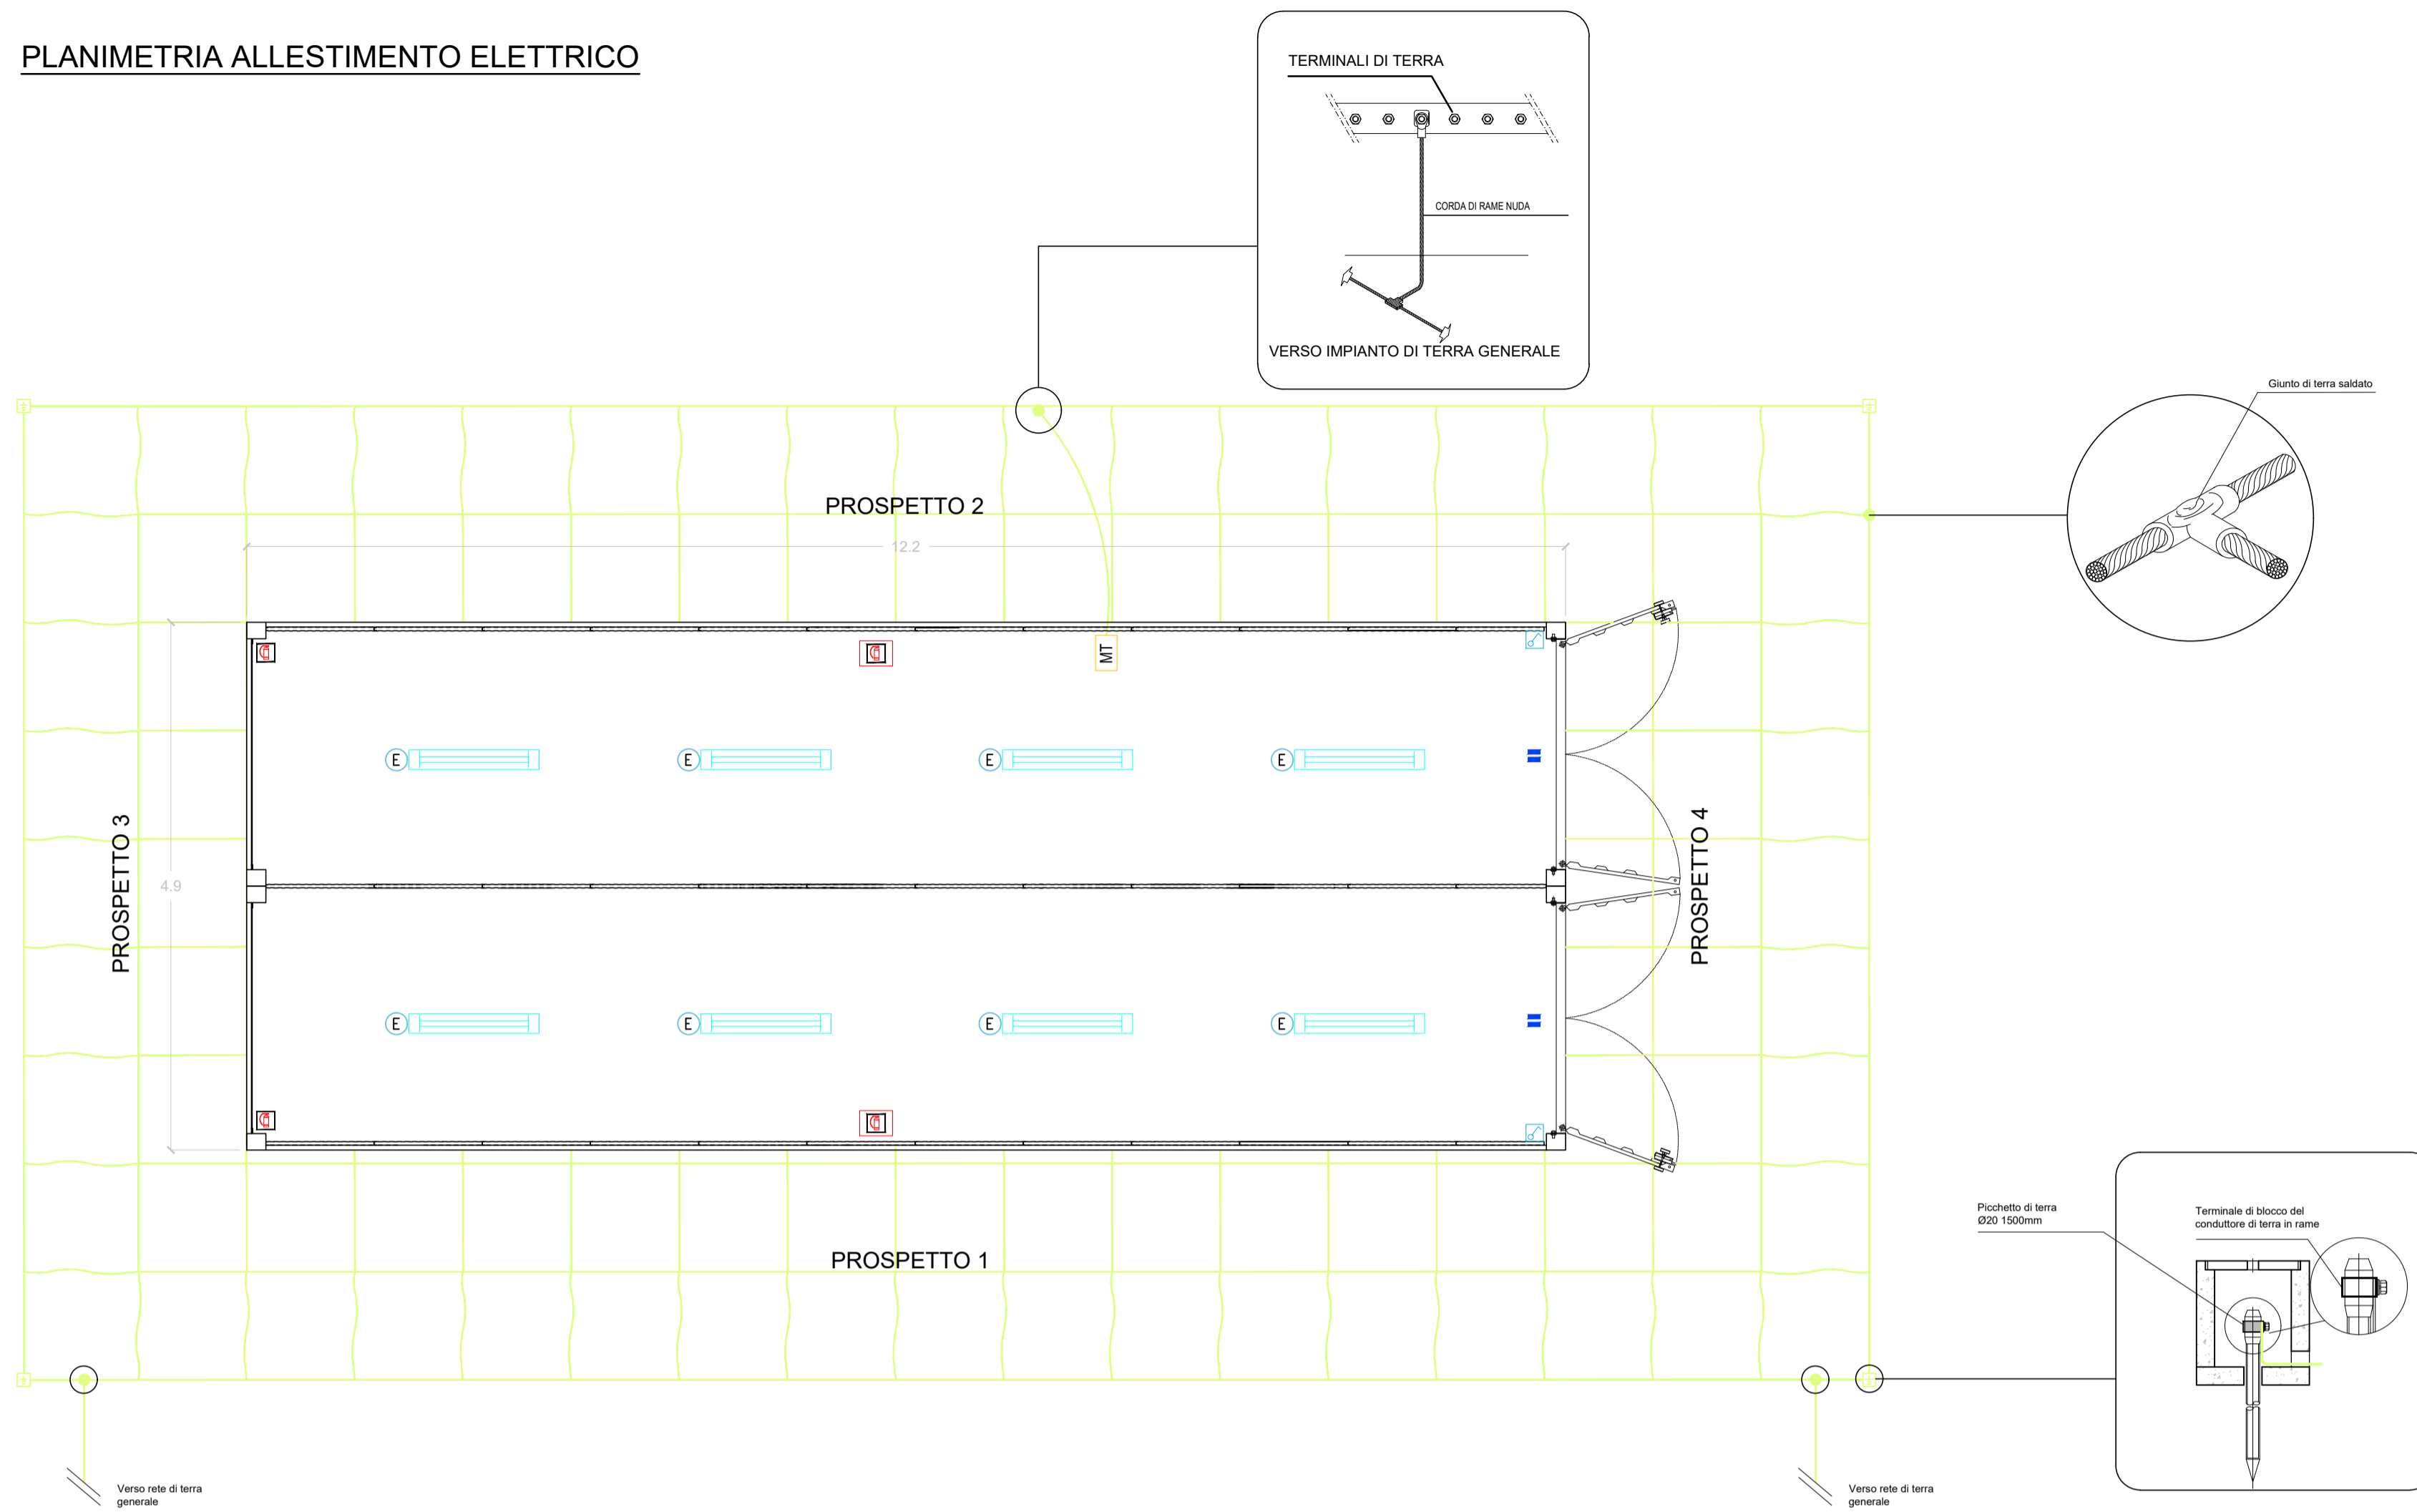 PLANIMETRIA ALLESTIMENTO ELETTRICO
TERMINALI DI TERRA
CORDA DI RAME NUDA
VERSO IMPIANTO DI TERRA GENERALE
Giunto di terra saldato
PROSPETTO 2
12.2
MT
E
E
E
E
PROSPETTO 3
4.9
PROSPETTO 4
E
E
E
E
PROSPETTO 1
Picchetto di terra
Ø20 1500mm
Terminale di blocco del
conduttore di terra in rame
Verso rete di terra
generale
Verso rete di terra
generale